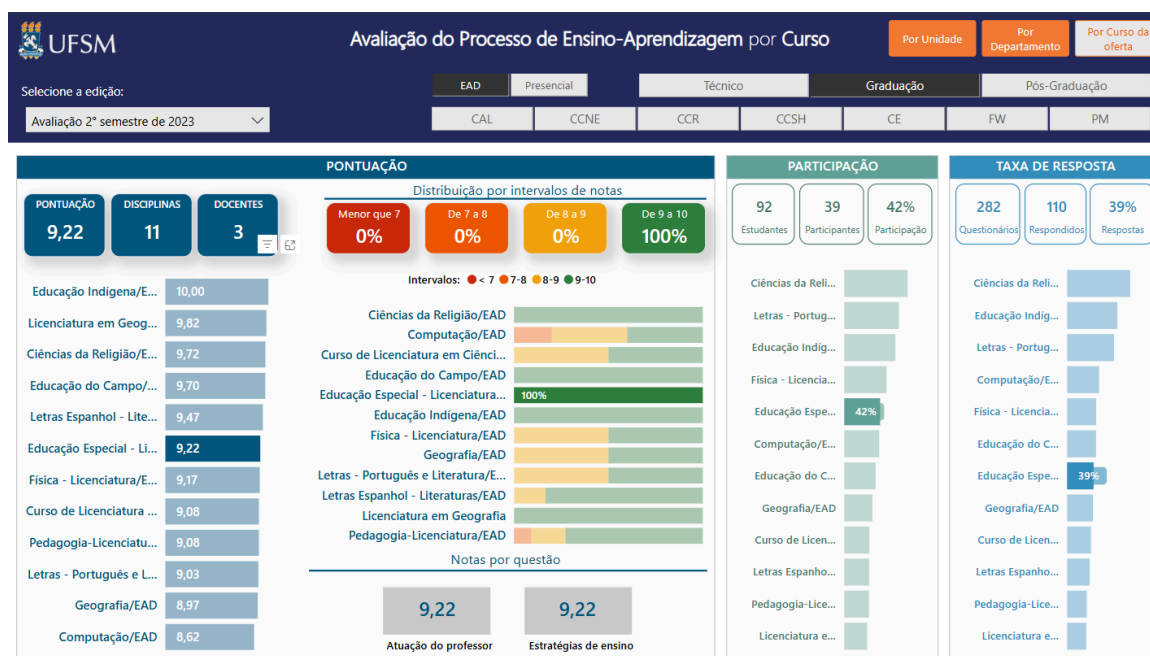 UFSM
Avaliação do Processo de Ensino-Aprendizagem por Curso
Por Unidade
Por
Departamento
Por Curso da
oferta
Selecione a edição:
EAD
Presencial
Técnico
Graduação
Pós-Graduação
Avaliação 2° semestre de 2023
CAL
CCNE
CCR
CCSH
CE
FW
PM
PONTUAÇÃO
PONTUAÇÃO
9,22
DISCIPLINAS
11
DOCENTES
3
Distribuição por intervalos de notas
Menor que 7
0%
De 7 a 8
0%
De 8 a 9
0%
De 9 a 10
100%
Intervalos: < 7 7-8 8-9 9-10
Educação Indígena/E... 10,00
Licenciatura em Geog... 9,82
Ciências da Religião/E... 9,72
Educação do Campo/... 9,70
Letras Espanhol - Lite... 9,47
Educação Especial - Li... 9,22
Física - Licenciatura/E... 9,17
Curso de Licenciatura ... 9,08
Pedagogia-Licenciatu... 9,08
Letras - Português e L... 9,03
Geografia/EAD 8,97
Computação/EAD 8,62
Ciências da Religião/EAD
Computação/EAD
Curso de Licenciatura em Ciênci...
Educação do Campo/EAD
Educação Especial - Licenciatura... 100%
Educação Indígena/EAD
Física - Licenciatura/EAD
Geografia/EAD
Letras - Português e Literatura/E...
Letras Espanhol - Literaturas/EAD
Licenciatura em Geografia
Pedagogia-Licenciatura/EAD
Notas por questão
9,22
Atuação do professor
9,22
Estratégias de ensino
PARTICIPAÇÃO
92
Estudantes
39
Participantes
42%
Participação
Ciências da Reli...
Letras - Portug...
Educação Indíg...
Física - Licencia...
Educação Espe... 42%
Computação/E...
Educação do C...
Geografia/EAD
Curso de Licen...
Letras Espanho...
Pedagogia-Lice...
Licenciatura e...
TAXA DE RESPOSTA
282
Questionários
110
Respondidos
39%
Respostas
Ciências da Reli...
Educação Indíg...
Letras - Portug...
Computação/E...
Física - Licencia...
Educação do C...
Educação Espe... 39%
Geografia/EAD
Curso de Licen...
Letras Espanho...
Pedagogia-Lice...
Licenciatura e...